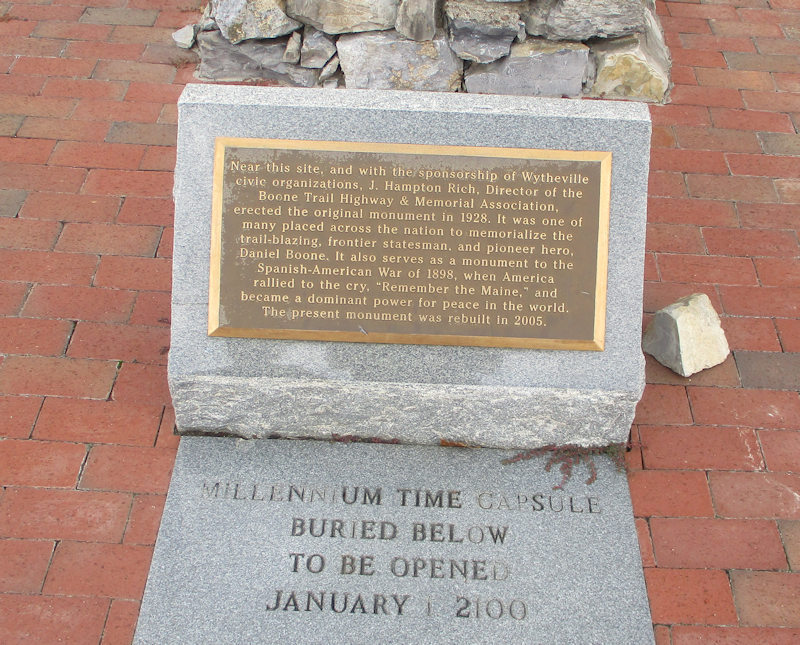 Near this site, and with the sponsorship of Wytheville
civic organizations, J. Hampton Rich, Director of the
Boone Trail Highway & Memorial Association,
erected the original monument in 1928. It was one of
many placed across the nation to memorialize the
trail-blazing, frontier statesman, and pioneer hero,
Daniel Boone. It also serves as a monument to the
Spanish-American War of 1898, when America
rallied to the cry, “Remember the Maine,” and
became a dominant power for peace in the world.
The present monument was rebuilt in 2005.
MILLENNIUM TIME CAPSULE
BURIED BELOW
TO BE OPENED
JANUARY 1 2100